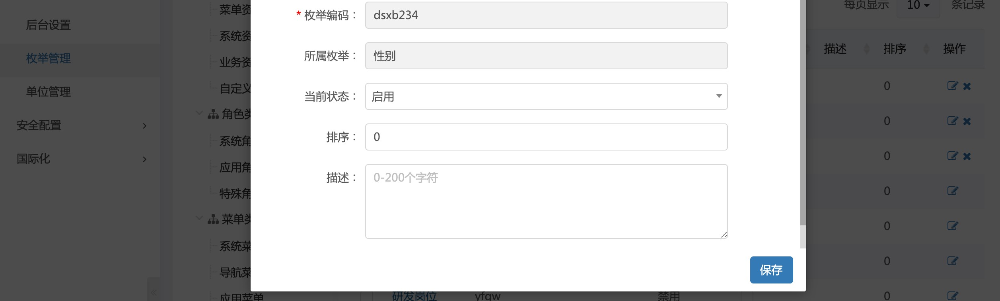 后台设置
枚举管理
单位管理
安全配置
国际化
菜单资
系统资
业务资
自定义
角色类
系统角
应用角
特殊角
菜单类
系统菜
导航菜
应用菜单
* 枚举编码： dsxb234
所属枚举： 性别
当前状态： 启用
排序： 0
描述： 0-200个字符
保存
每页显示 10 条记录
描述 排序 操作
0
0
0
0
0
0
研发岗位 yfgw 禁用
0